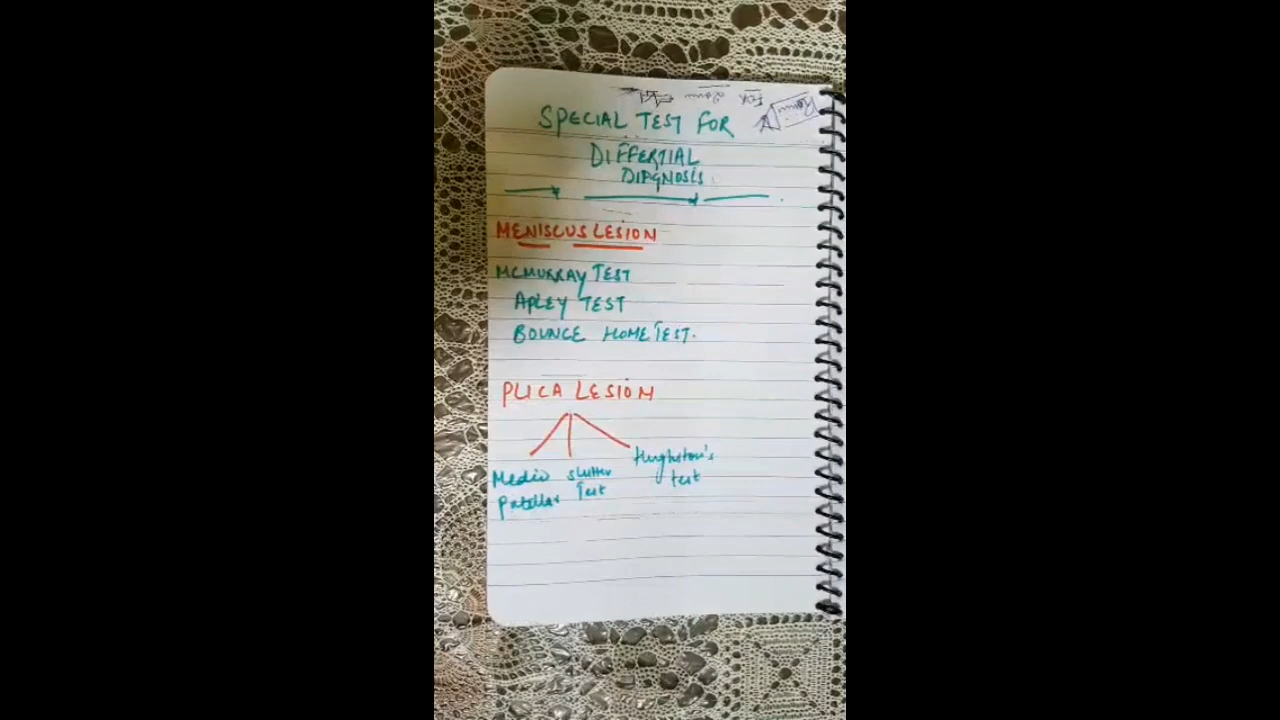 SPECIAL TEST FOR
DIFFERTIAL
DIAGNOSIS
MENISCUS LESION
MCMURRAY TEST
APLEY TEST
BOUNCE HOME TEST.
PLICA LESION
Medio patellar
stutter Test
Hughston's test